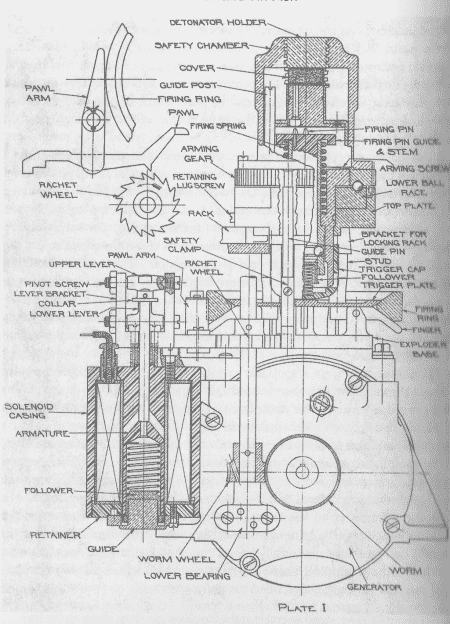 DETONATOR HOLDER
SAFETY CHAMBER
COVER
GUIDE POST
PAWL
ARM
FIRING RING
PAWL
FIRING SPRING
FIRING PIN
FIRING PIN GUIDE
& STEM
ARMING
GEAR
ARMING SCREW
RETAINING
LUG SCREW
LOWER BALL
RACE
RACHET
WHEEL
TOP PLATE
RACK
BRACKET FOR
LOCKING RACK
SAFETY
CLAMP
GUIDE PIN
STUD
PAWL ARM
RACHET
WHEEL
TRIGGER CAP
FOLLOWER
TRIGGER PLATE
UPPER LEVER
PIVOT SCREW
LEVER BRACKET
COLLAR
LOWER LEVER
FIRING
RING
FINGER
EXPLODER
BASE
SOLENOID
CASING
ARMATURE
FOLLOWER
RETAINER
GUIDE
WORM WHEEL
LOWER BEARING
WORM
GENERATOR
PLATE I